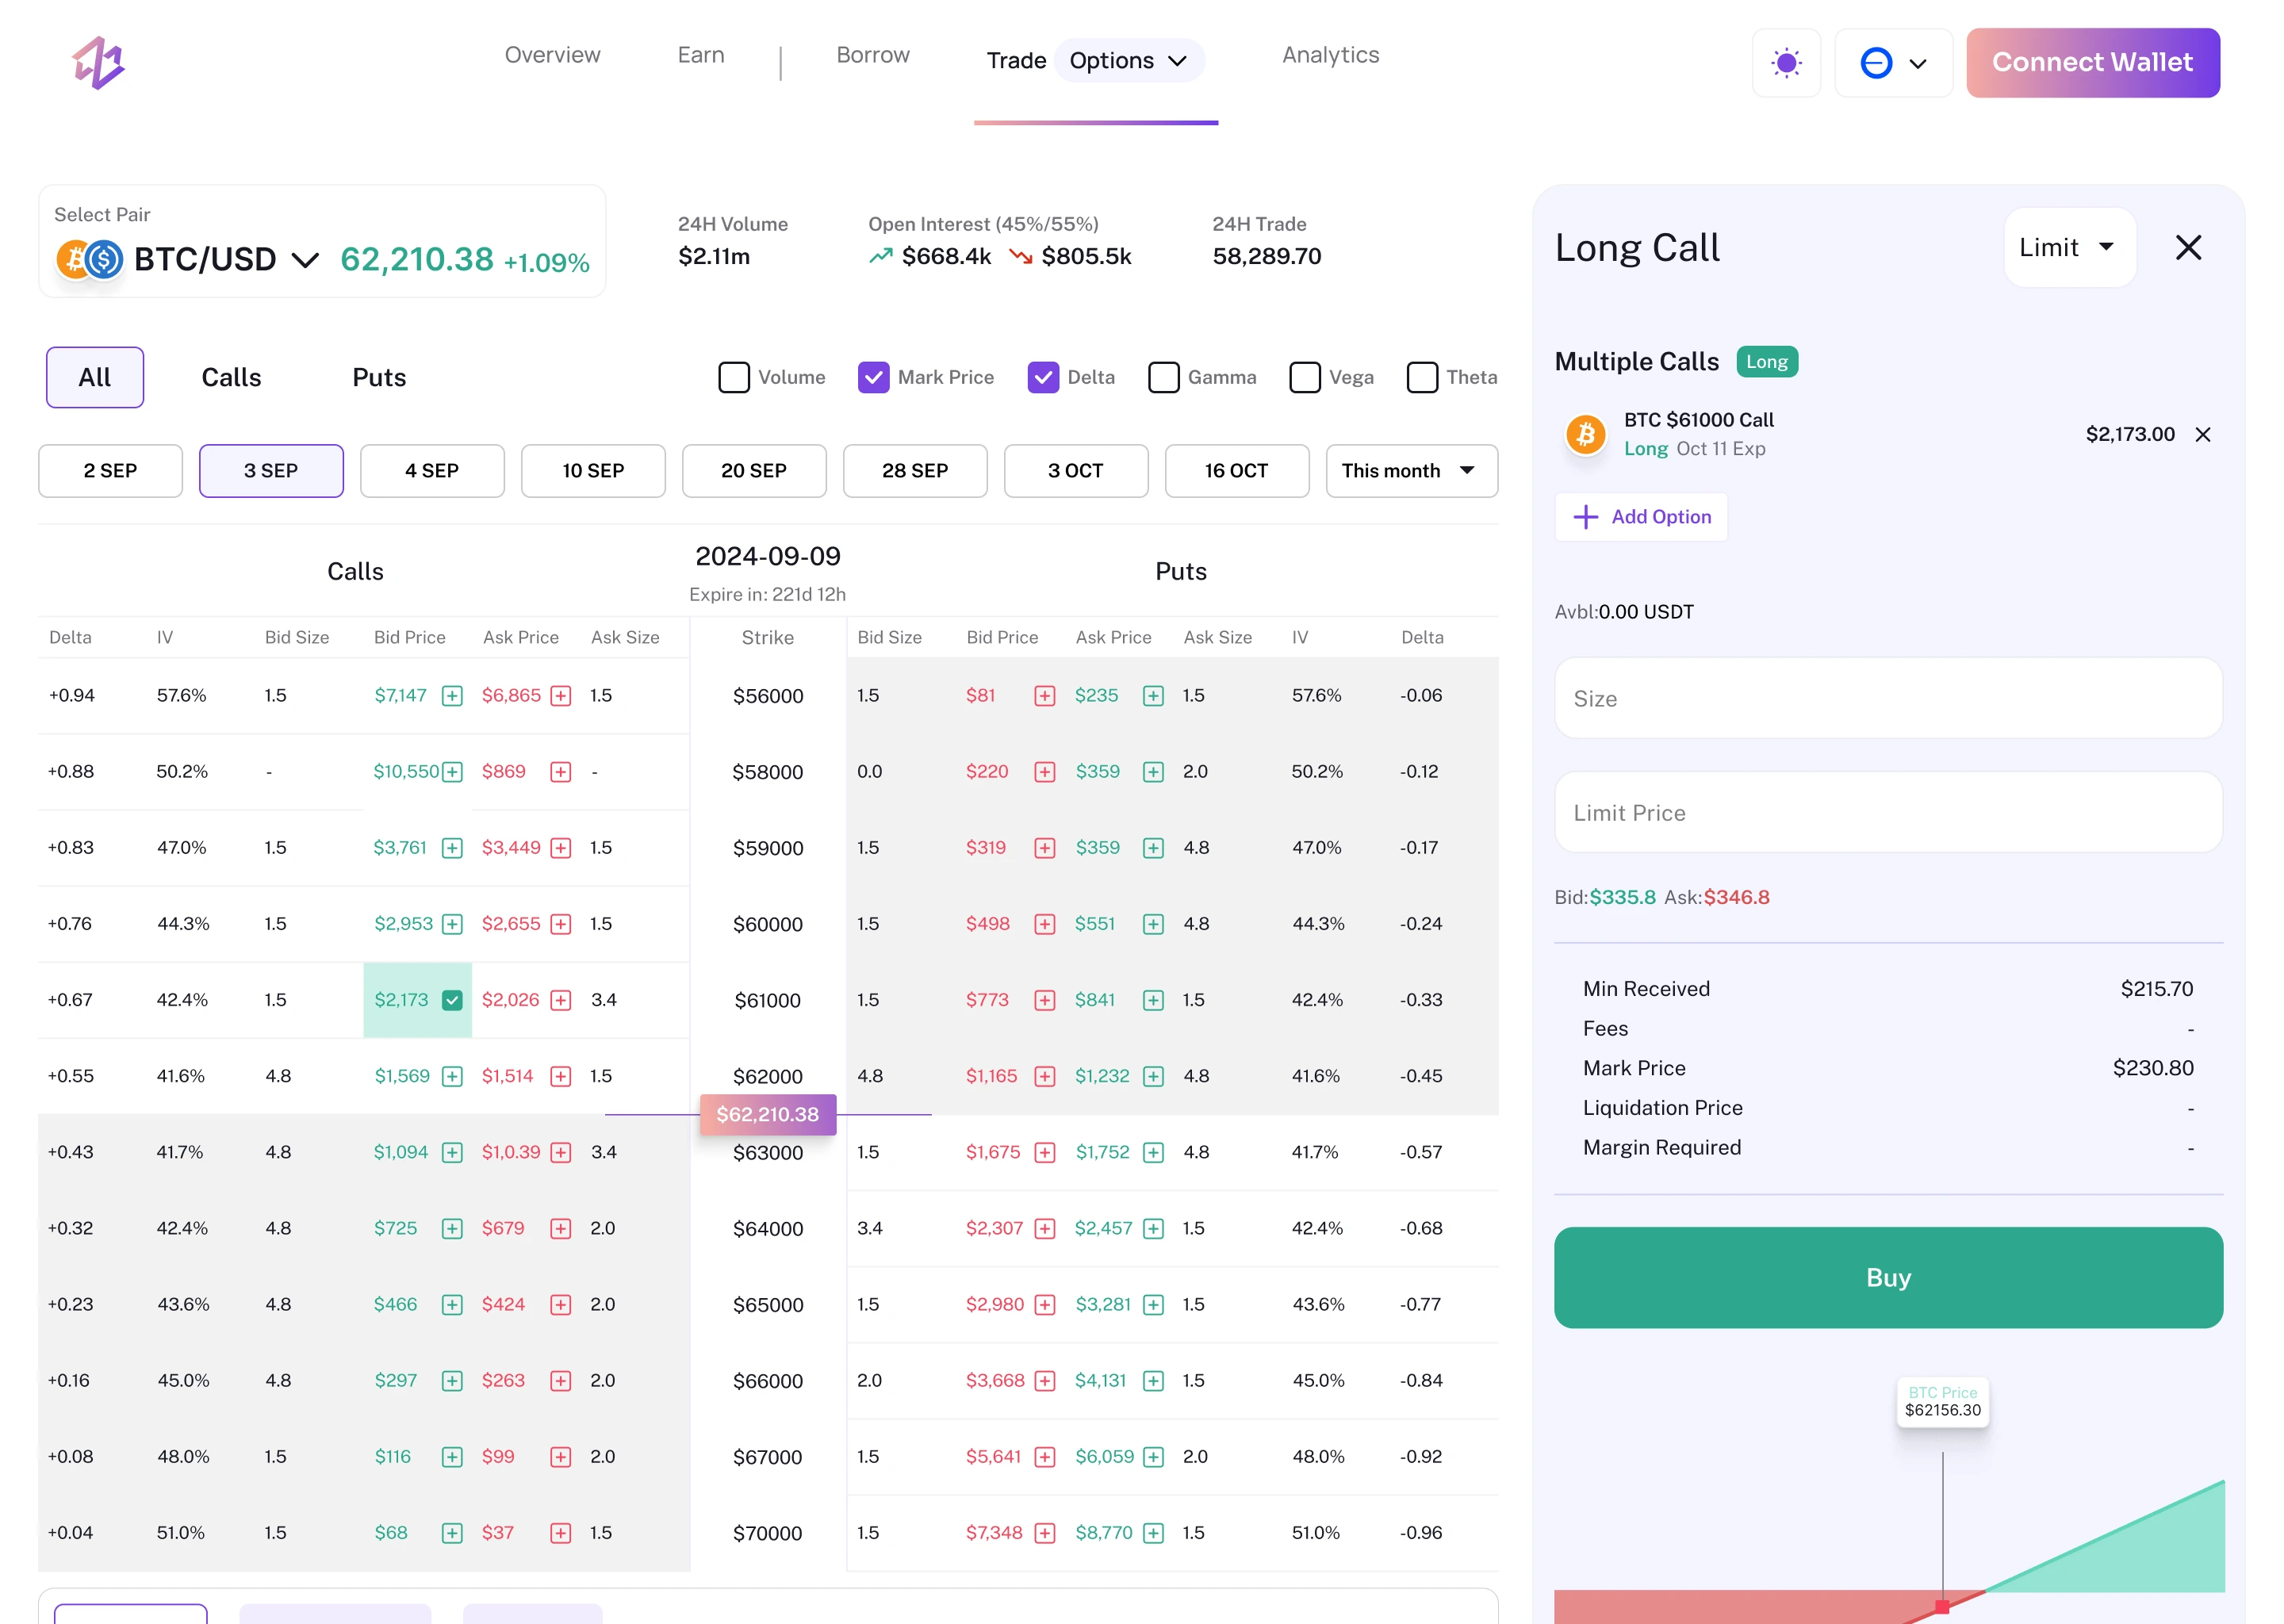 Overview Earn Borrow Trade Options Analytics Connect Wallet
Select Pair
BTC/USD 62,210.38 +1.09%
24H Volume Open Interest (45%/55%) 24H Trade
$2.11m $668.4k $805.5k 58,289.70
All Calls Puts Volume Mark Price Delta Gamma Vega Theta
2 SEP 3 SEP 4 SEP 10 SEP 20 SEP 28 SEP 3 OCT 16 OCT This month
Calls 2024-09-09 Puts
Expire in: 221d 12h
Delta IV Bid Size Bid Price Ask Price Ask Size Strike Bid Size Bid Price Ask Price Ask Size IV Delta
+0.94 57.6% 1.5 $7,147 $6,865 1.5 $56000 1.5 $81 $235 1.5 57.6% -0.06
+0.88 50.2% - $10,550 $869 - $58000 0.0 $220 $359 2.0 50.2% -0.12
+0.83 47.0% 1.5 $3,761 $3,449 1.5 $59000 1.5 $319 $359 4.8 47.0% -0.17
+0.76 44.3% 1.5 $2,953 $2,655 1.5 $60000 1.5 $498 $551 4.8 44.3% -0.24
+0.67 42.4% 1.5 $2,173 $2,026 3.4 $61000 1.5 $773 $841 1.5 42.4% -0.33
+0.55 41.6% 4.8 $1,569 $1,514 1.5 $62000 4.8 $1,165 $1,232 4.8 41.6% -0.45
$62,210.38
+0.43 41.7% 4.8 $1,094 $1,0.39 3.4 $63000 1.5 $1,675 $1,752 4.8 41.7% -0.57
+0.32 42.4% 4.8 $725 $679 2.0 $64000 3.4 $2,307 $2,457 1.5 42.4% -0.68
+0.23 43.6% 4.8 $466 $424 2.0 $65000 1.5 $2,980 $3,281 1.5 43.6% -0.77
+0.16 45.0% 4.8 $297 $263 2.0 $66000 2.0 $3,668 $4,131 1.5 45.0% -0.84
+0.08 48.0% 1.5 $116 $99 2.0 $67000 1.5 $5,641 $6,059 2.0 48.0% -0.92
+0.04 51.0% 1.5 $68 $37 1.5 $70000 1.5 $7,348 $8,770 1.5 51.0% -0.96
Long Call Limit
Multiple Calls Long
BTC $61000 Call
Long Oct 11 Exp $2,173.00
Add Option
Avbl:0.00 USDT
Size
Limit Price
Bid:$335.8 Ask:$346.8
Min Received $215.70
Fees -
Mark Price $230.80
Liquidation Price -
Margin Required -
Buy
BTC Price
$62156.30